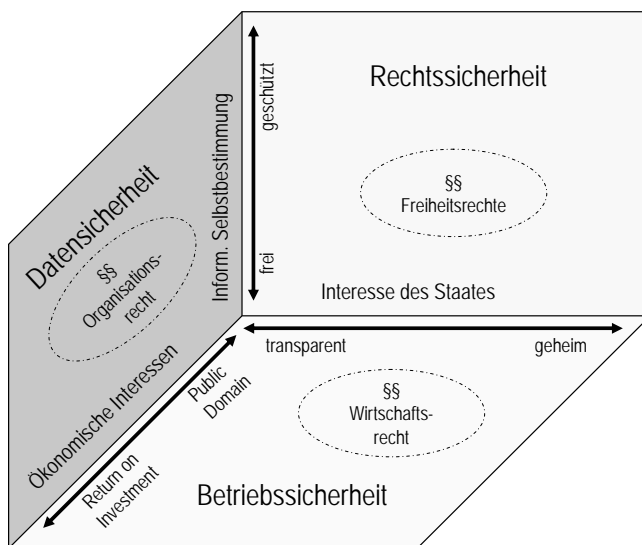 Rechtssicherheit
§§
Freiheitsrechte
Interesse des Staates
geschützt
frei
Inform. Selbstbestimmung
Datensicherheit
§§
Organisations-
recht
Ökonomische Interessen
transparent
geheim
Public
Domain
Return on
Investment
§§
Wirtschafts-
recht
Betriebssicherheit